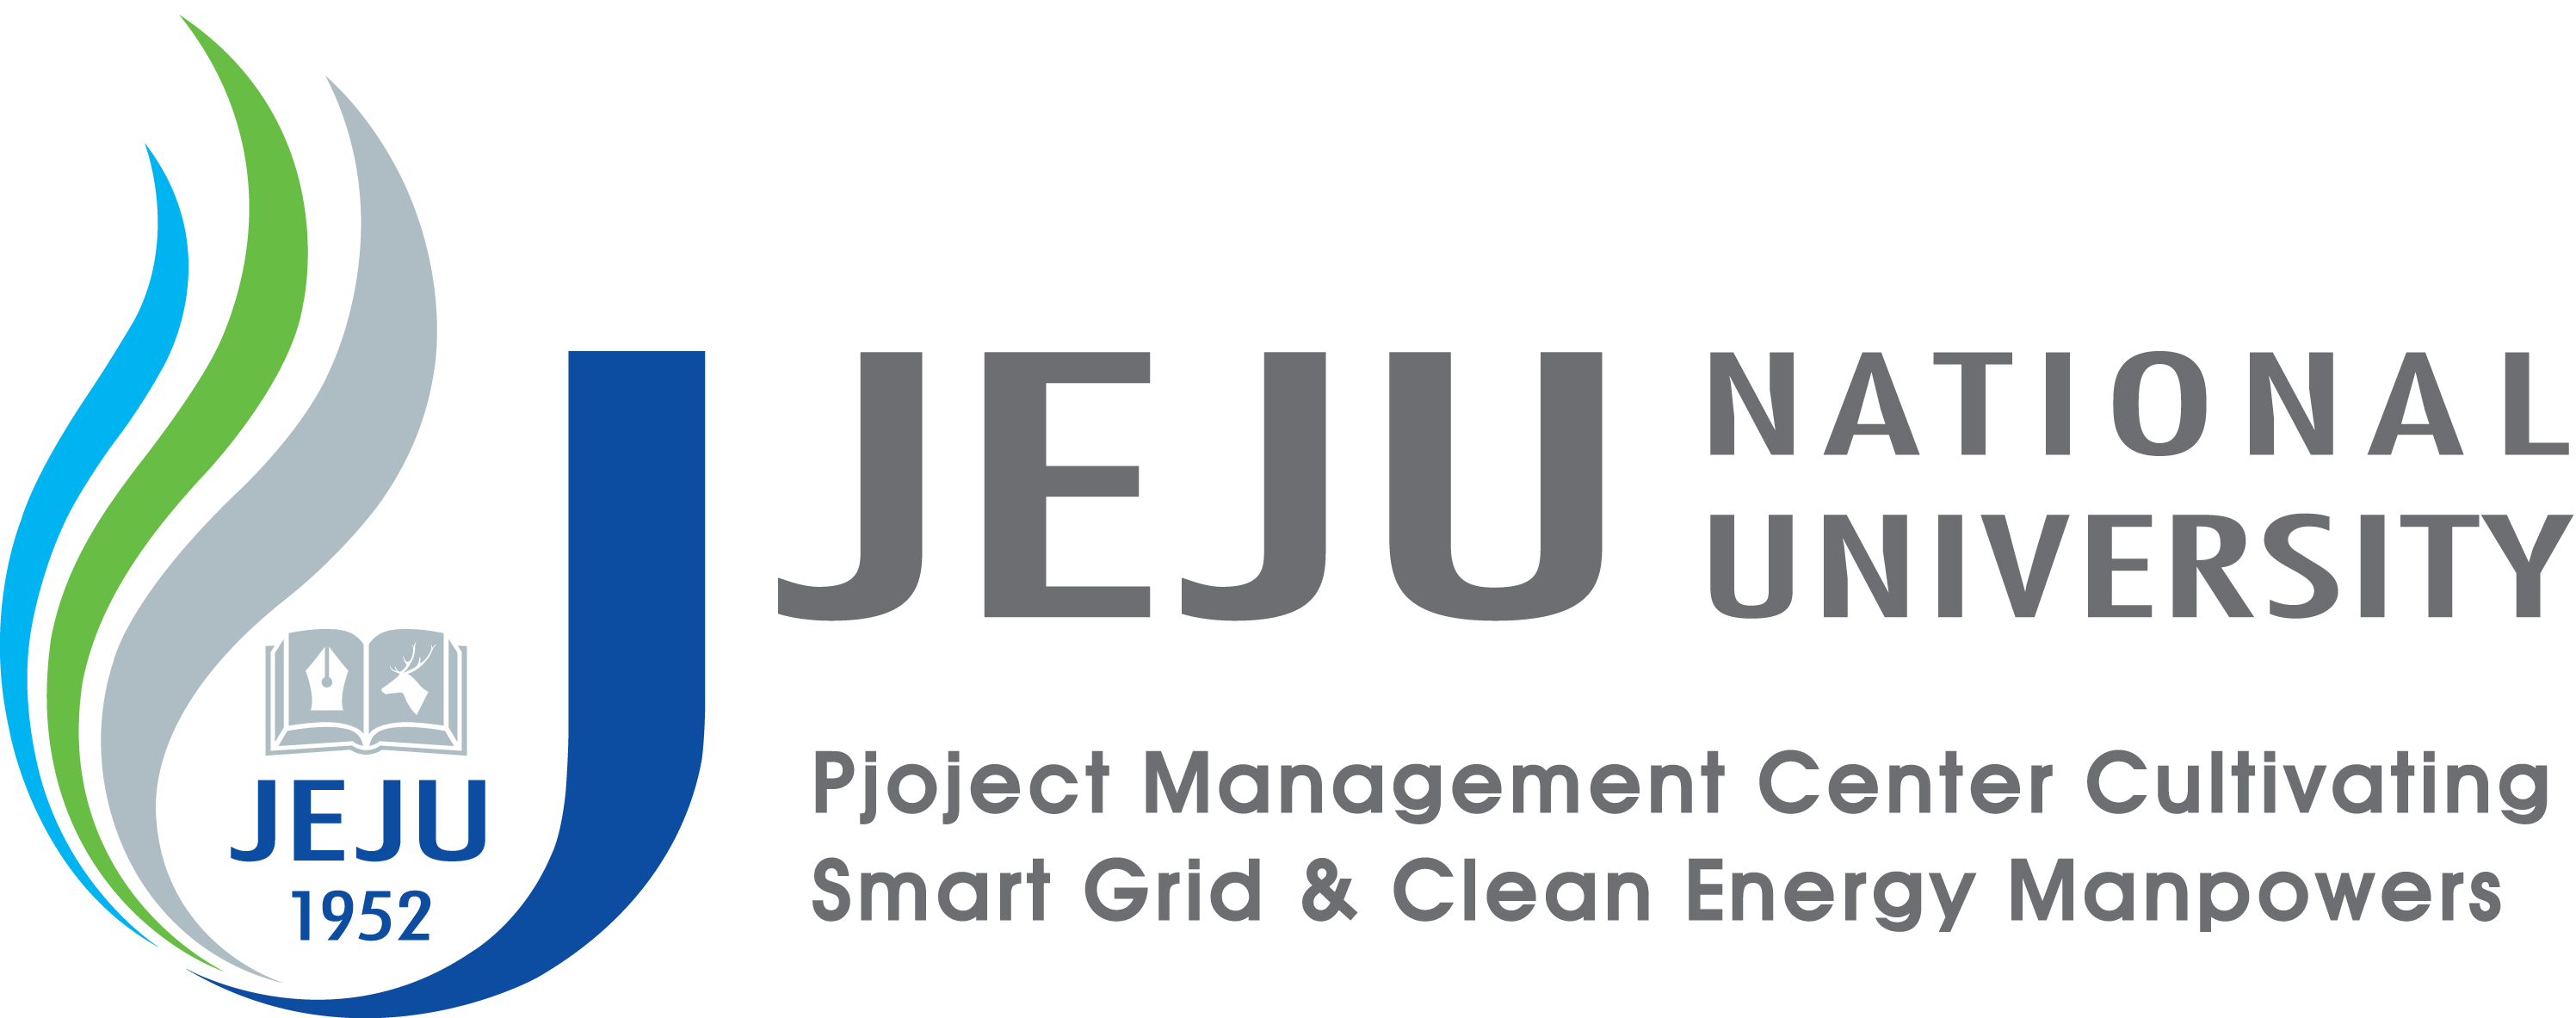 JEJU
1952
JEJU NATIONAL
UNIVERSITY
Pjoject Management Center Cultivating
Smart Grid & Clean Energy Manpowers